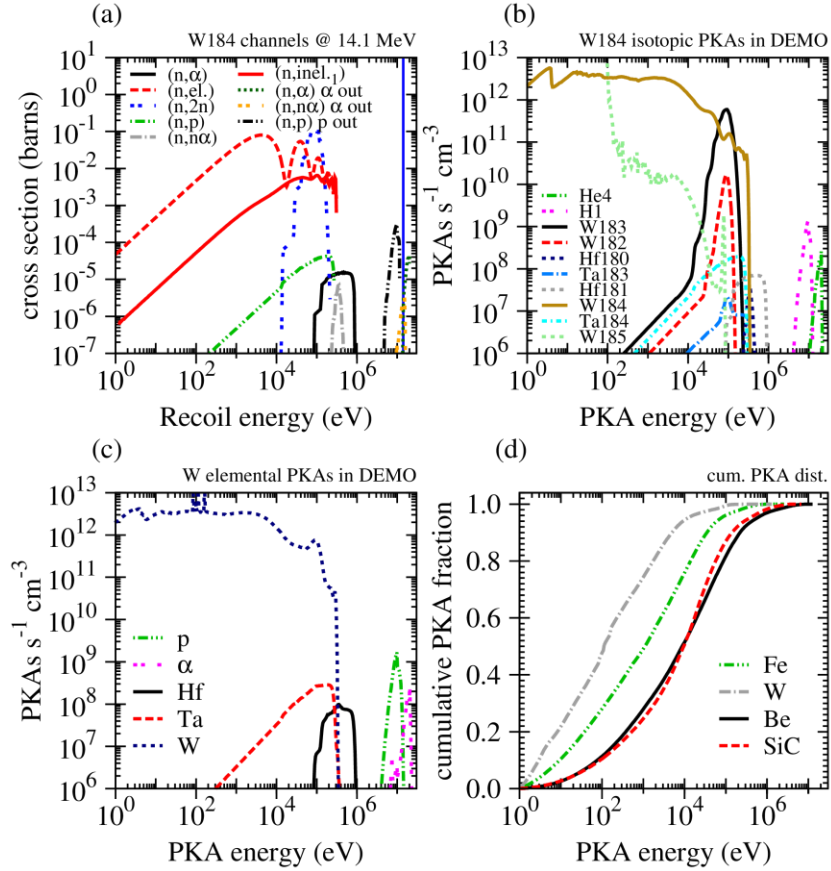 (a)
W184 channels @ 14.1 MeV
cross section (barns)
10^1
10^0
10^-1
10^-2
10^-3
10^-4
10^-5
10^-6
10^-7
(n,α)
(n,el.)
(n,2n)
(n,p)
(n,nα)
(n,inel._1)
(n,α) α out
(n,nα) α out
(n,p) p out
10^0 10^2 10^4 10^6
Recoil energy (eV)
(b)
W184 isotopic PKAs in DEMO
PKAs s^-1 cm^-3
10^13
10^12
10^11
10^10
10^9
10^8
10^7
10^6
He4
H1
W183
W182
Hf180
Ta183
Hf181
W184
Ta184
W185
10^0 10^2 10^4 10^6
PKA energy (eV)
(c)
W elemental PKAs in DEMO
PKAs s^-1 cm^-3
10^13
10^12
10^11
10^10
10^9
10^8
10^7
10^6
p
α
Hf
Ta
W
10^0 10^2 10^4 10^6
PKA energy (eV)
(d)
cum. PKA dist.
cumulative PKA fraction
1.0
0.8
0.6
0.4
0.2
0.0
Fe
W
Be
SiC
10^0 10^2 10^4 10^6
PKA energy (eV)